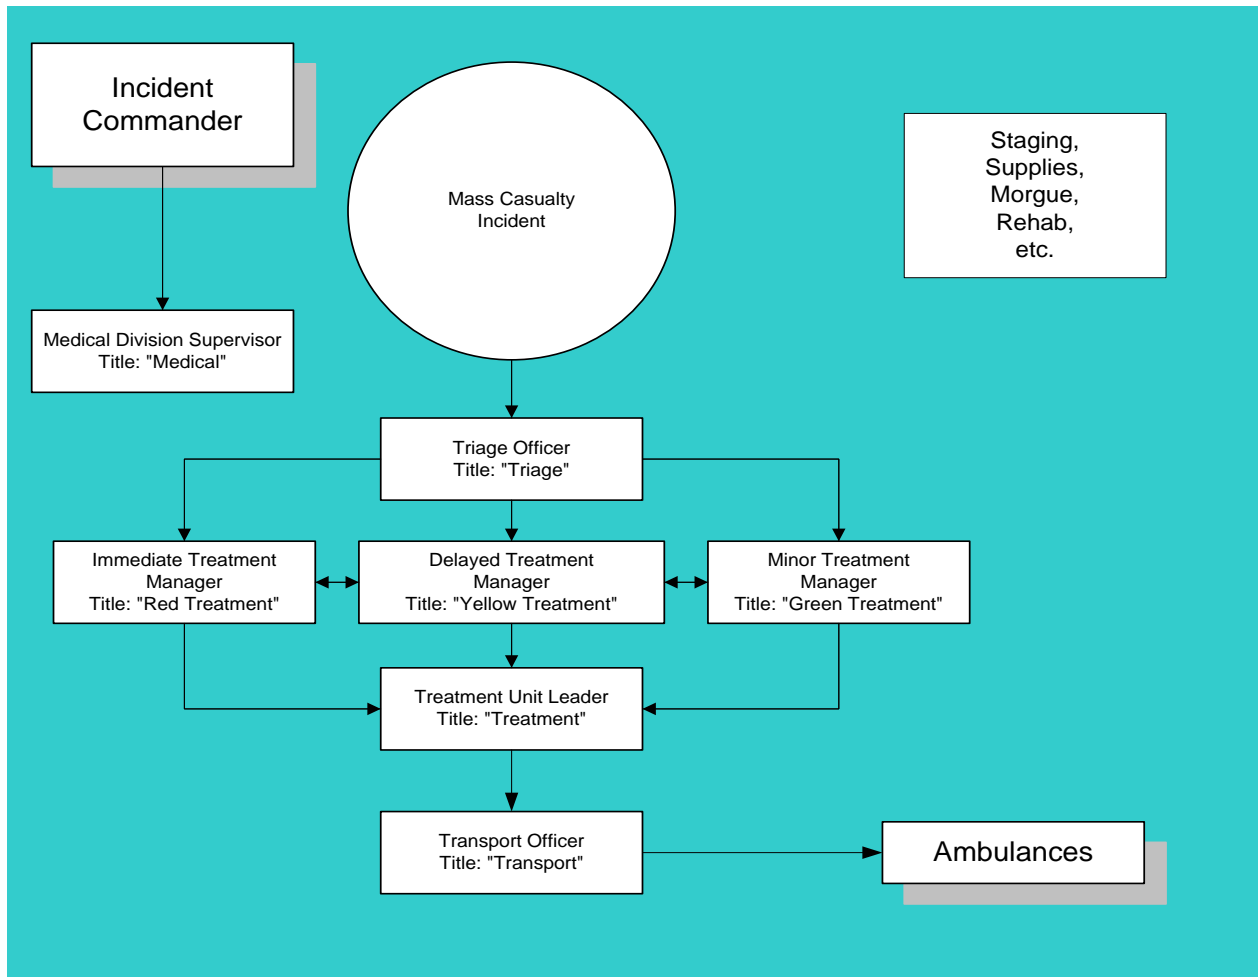 Incident
Commander
Mass Casualty
Incident
Staging,
Supplies,
Morgue,
Rehab,
etc.
Medical Division Supervisor
Title: "Medical"
Triage Officer
Title: "Triage"
Immediate Treatment
Manager
Title: "Red Treatment"
Delayed Treatment
Manager
Title: "Yellow Treatment"
Minor Treatment
Manager
Title: "Green Treatment"
Treatment Unit Leader
Title: "Treatment"
Transport Officer
Title: "Transport"
Ambulances